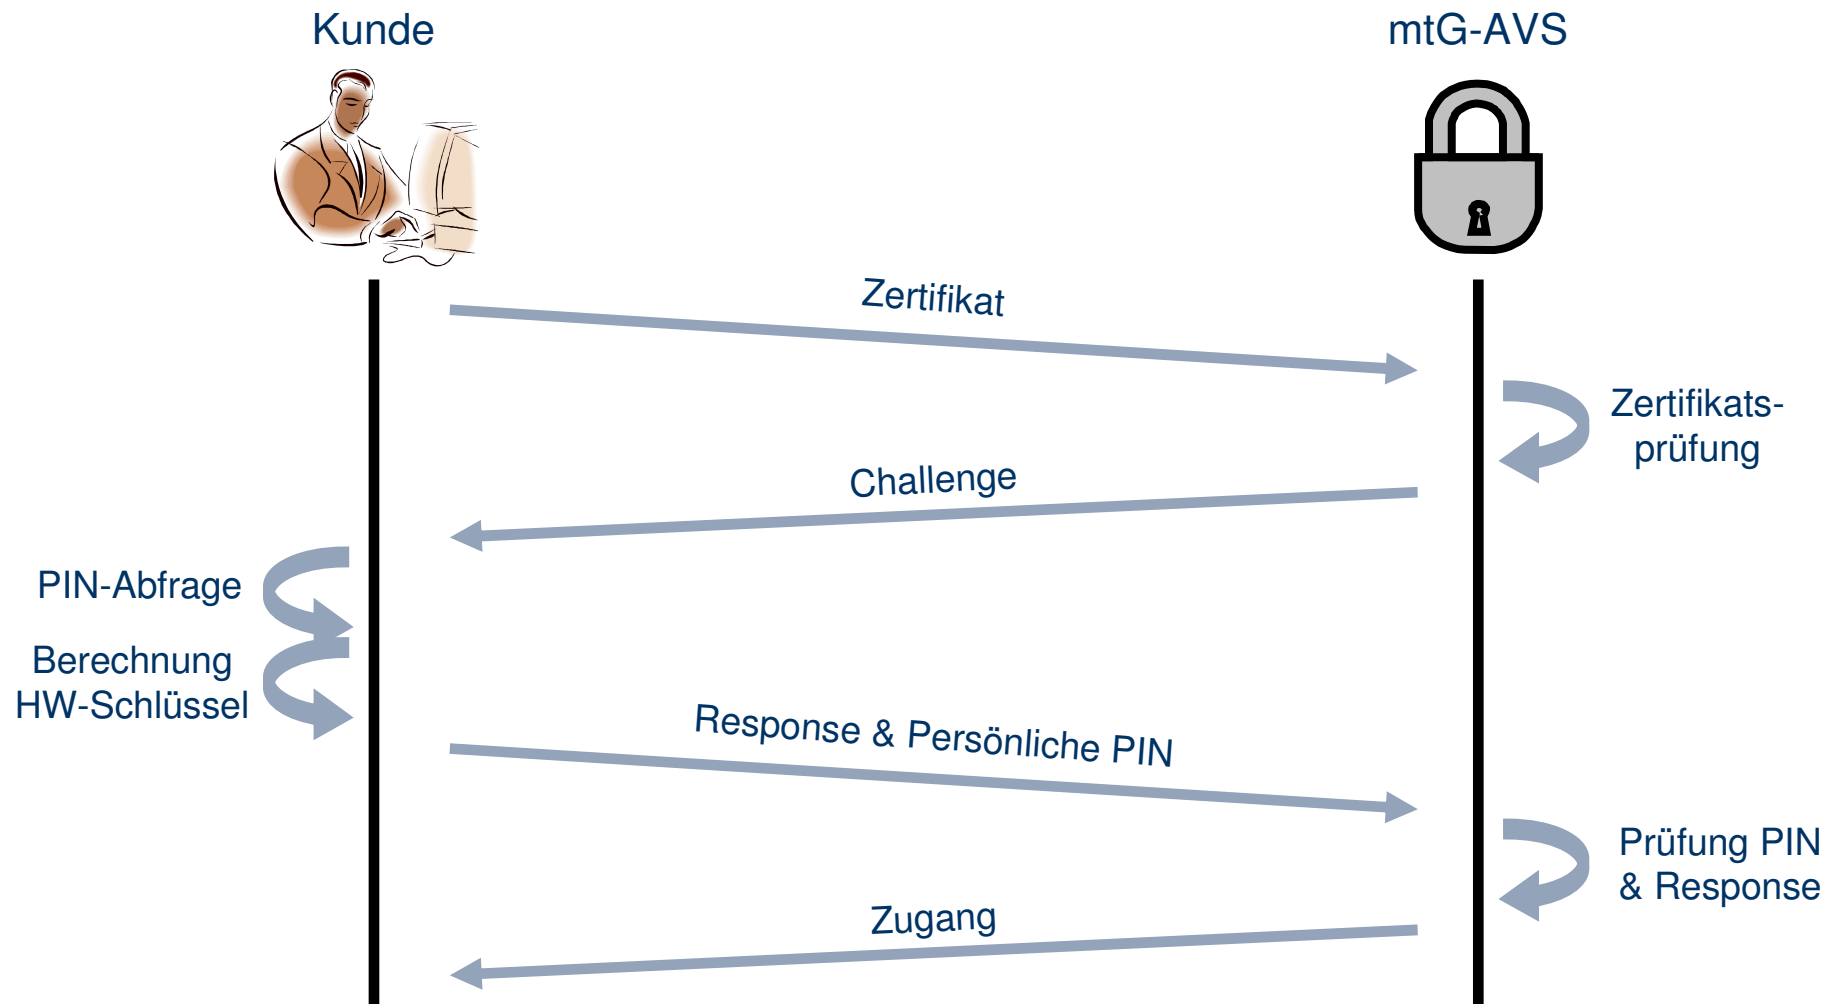 Kunde
mtG-AVS
Zertifikat
Zertifikats-
prüfung
Challenge
PIN-Abfrage
Berechnung
HW-Schlüssel
Response & Persönliche PIN
Prüfung PIN
& Response
Zugang